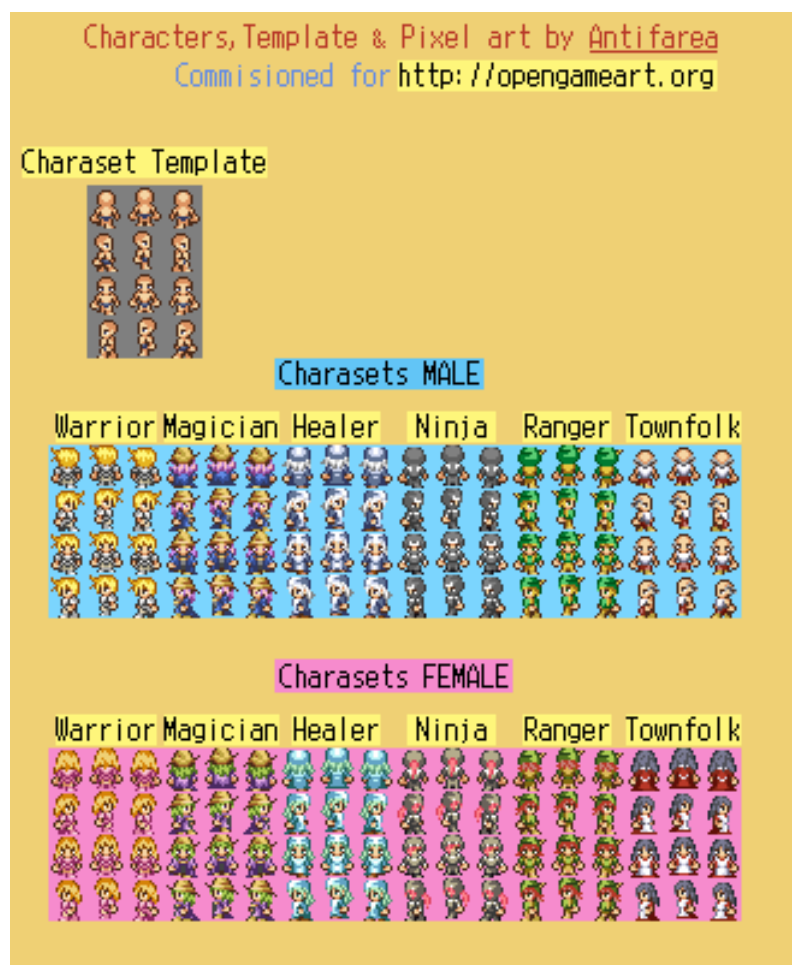 Characters, Template & Pixel art by Antifarea
Commisioned for http://opengameart.org
Charaset Template
Charasets MALE
Warrior Magician Healer Ninja Ranger Townfolk
Charasets FEMALE
Warrior Magician Healer Ninja Ranger Townfolk